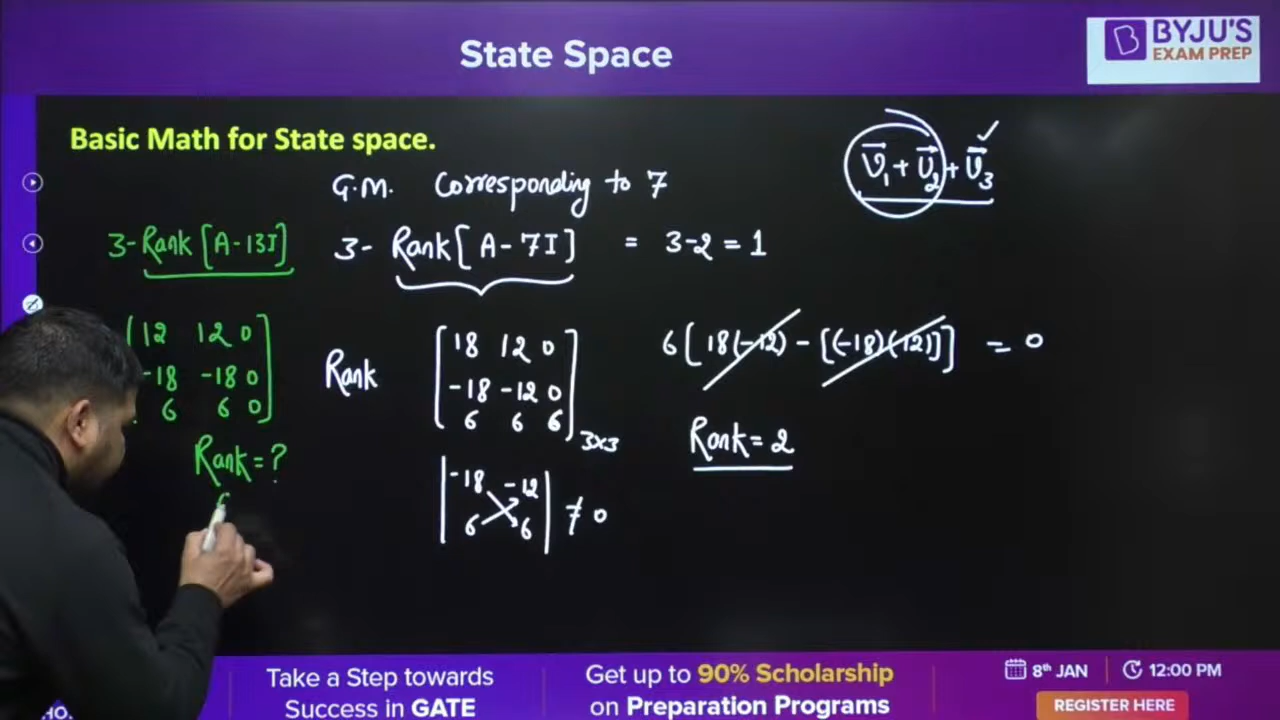 State Space
BYJU'S
EXAM PREP
Basic Math for State space.
V₁ + V₂ + V₃ ✓
G.M. Corresponding to 7
3 - Rank [A - 13I]
3 - Rank [A - 7I] = 3 - 2 = 1
12 12 0
-18 -18 0
6 6 0
Rank = ?
Rank
18 12 0
-18 -12 0
6 6 6
3x3
-18 -12
6 6
≠ 0
6 [ 18(-12) - [(-18)(12)] ] = 0
Rank = 2
Take a Step towards
Success in GATE
Get up to 90% Scholarship
on Preparation Programs
8th JAN
12:00 PM
REGISTER HERE